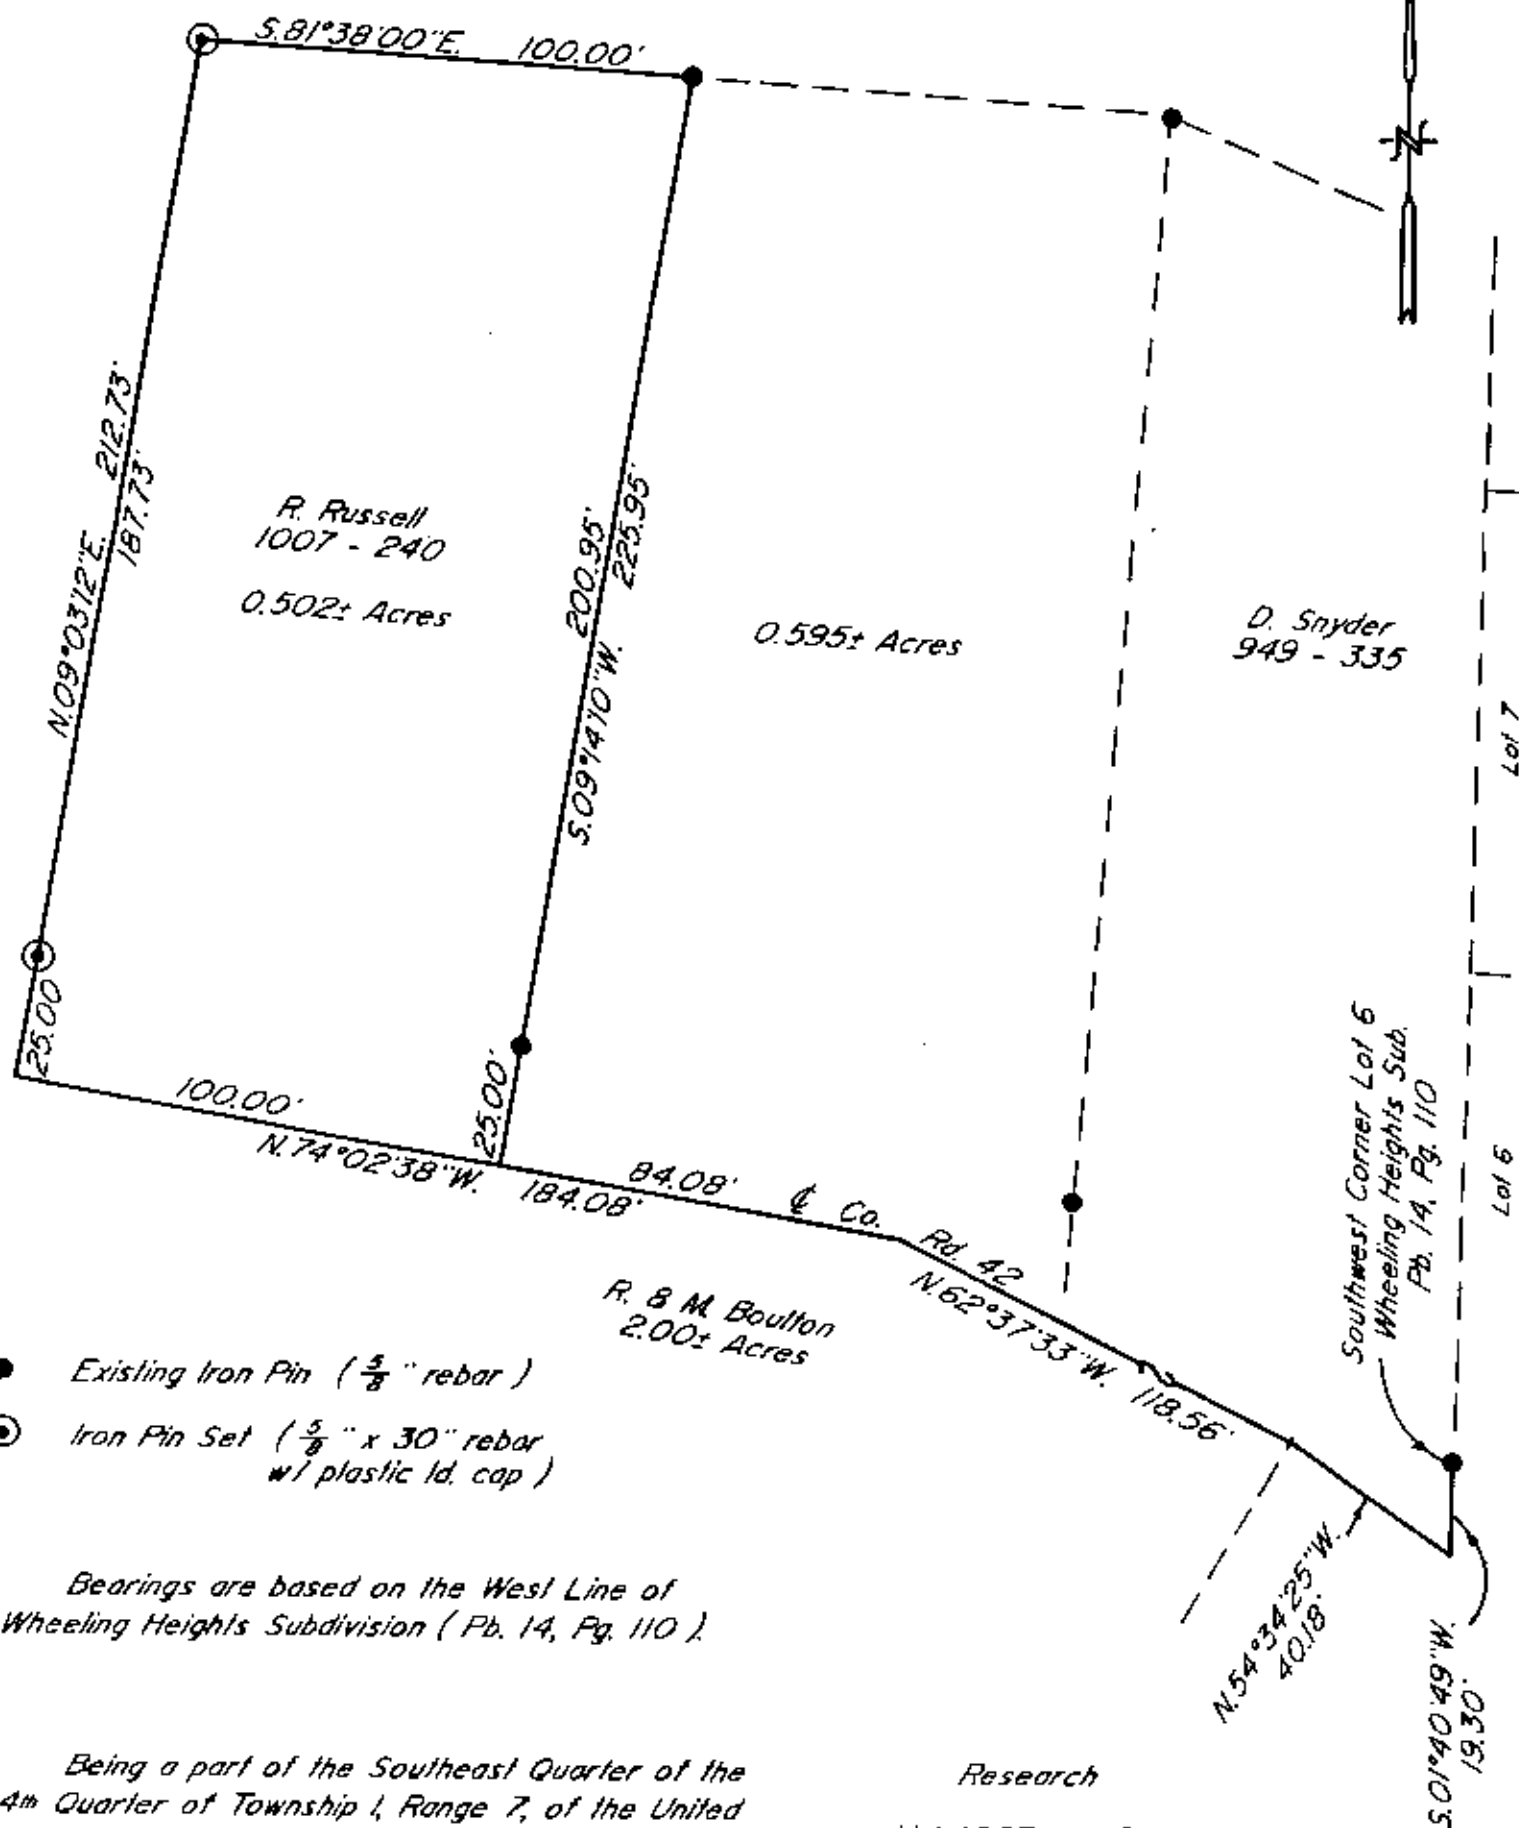 S.81°38'00"E. 100.00'
N.09°03'12"E. 212.73'
187.73'
R. Russell
1007 - 240
0.502± Acres
200.95'
S.09°14'10"W. 225.95'
0.595± Acres
D. Snyder
949 - 335
Lot 7
25.00'
25.00'
100.00'
N.74°02'38"W. 184.08'
84.08' ℄ Co. Rd. 42
N.62°37'33"W. 118.56'
R. & M. Boulton
2.00± Acres
Southwest Corner Lot 6
Wheeling Heights Sub.
Pb. 14, Pg. 110
Lot 6
Existing Iron Pin ( 5/8 " rebar )
Iron Pin Set ( 5/8 " x 30" rebar
w/ plastic Id. cap )
N.54°34'25"W.
40.18'
S.01°40'49"W.
19.30'
Bearings are based on the West Line of
Wheeling Heights Subdivision ( Pb. 14, Pg. 110 ).
Being a part of the Southeast Quarter of the
4th Quarter of Township 1, Range 7, of the United
Research